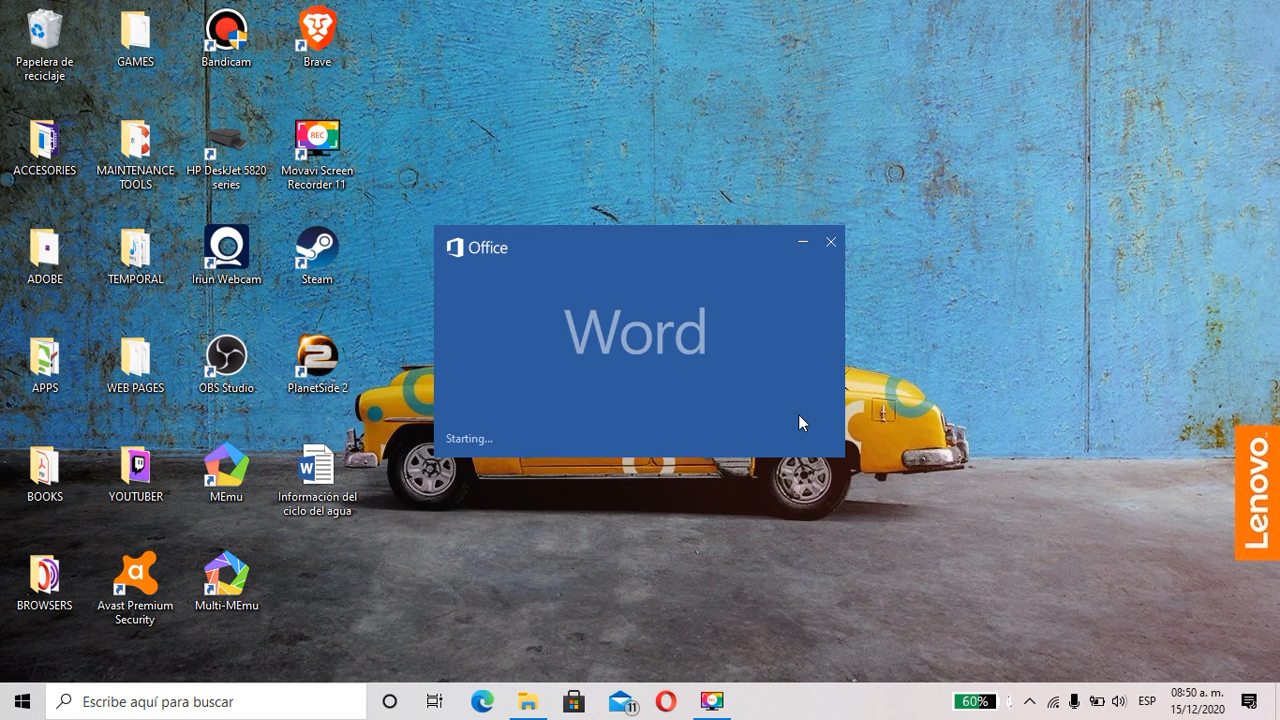 Papelera de
reciclaje
GAMES
Bandicam
Brave
ACCESORIES
MAINTENANCE
TOOLS
HP DeskJet 5820
series
REC
Movavi Screen
Recorder 11
ADOBE
TEMPORAL
Iriun Webcam
Steam
APPS
WEB PAGES
OBS Studio
PlanetSide 2
BOOKS
YOUTUBER
MEmu
Información del
ciclo del agua
BROWSERS
Avast Premium
Security
Multi-MEmu
Office
Word
Starting...
Lenovo
Escribe aquí para buscar
11
60%
ESP
08:50 a. m.
15/12/2020